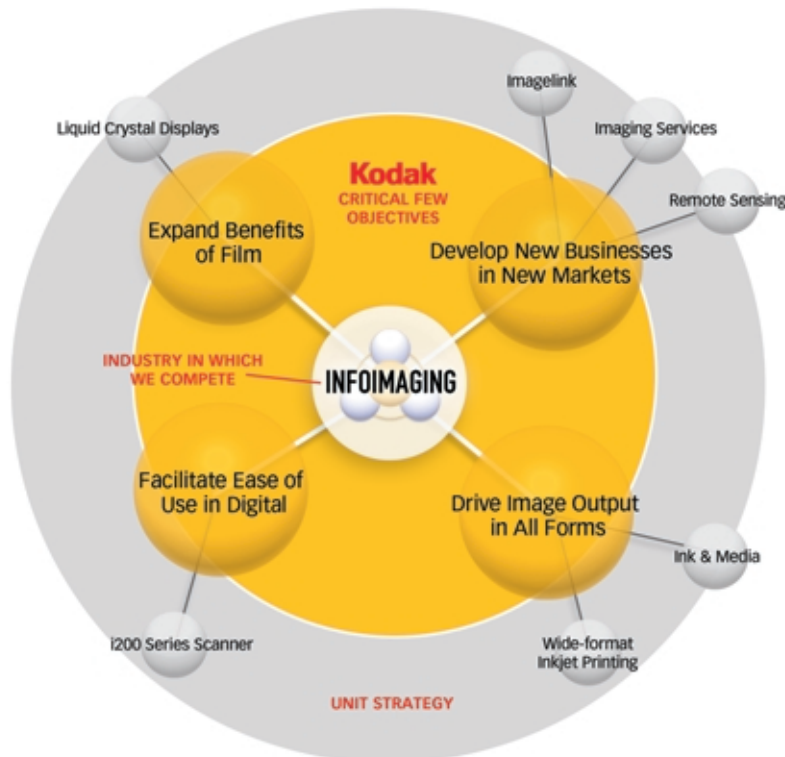 Imagelink
Liquid Crystal Displays
Imaging Services
Kodak
CRITICAL FEW
OBJECTIVES
Remote Sensing
Expand Benefits
of Film
Develop New Businesses
in New Markets
INDUSTRY IN WHICH
WE COMPETE
INFOIMAGING
Facilitate Ease of
Use in Digital
Drive Image Output
in All Forms
Ink & Media
i200 Series Scanner
Wide-format
Inkjet Printing
UNIT STRATEGY